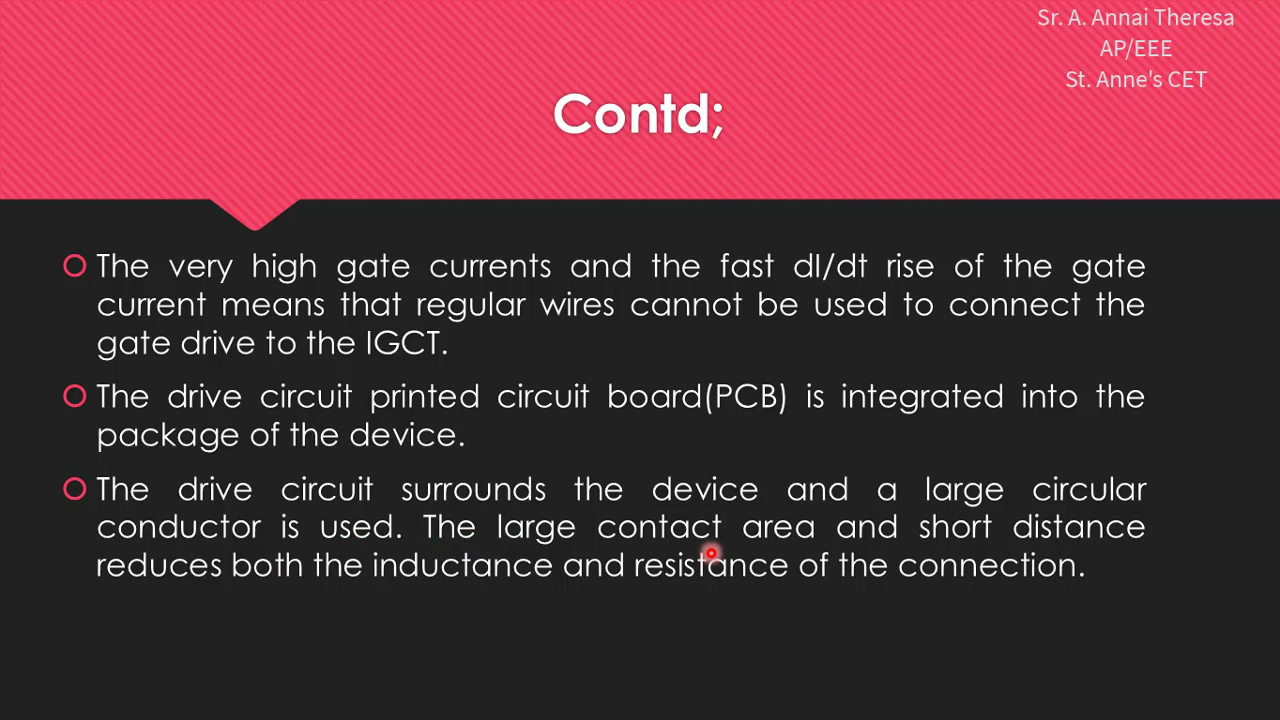 Sr. A. Annai Theresa
AP/EEE
St. Anne's CET
Contd;
The very high gate currents and the fast dI/dt rise of the gate
current means that regular wires cannot be used to connect the
gate drive to the IGCT.
The drive circuit printed circuit board(PCB) is integrated into the
package of the device.
The drive circuit surrounds the device and a large circular
conductor is used. The large contact area and short distance
reduces both the inductance and resistance of the connection.